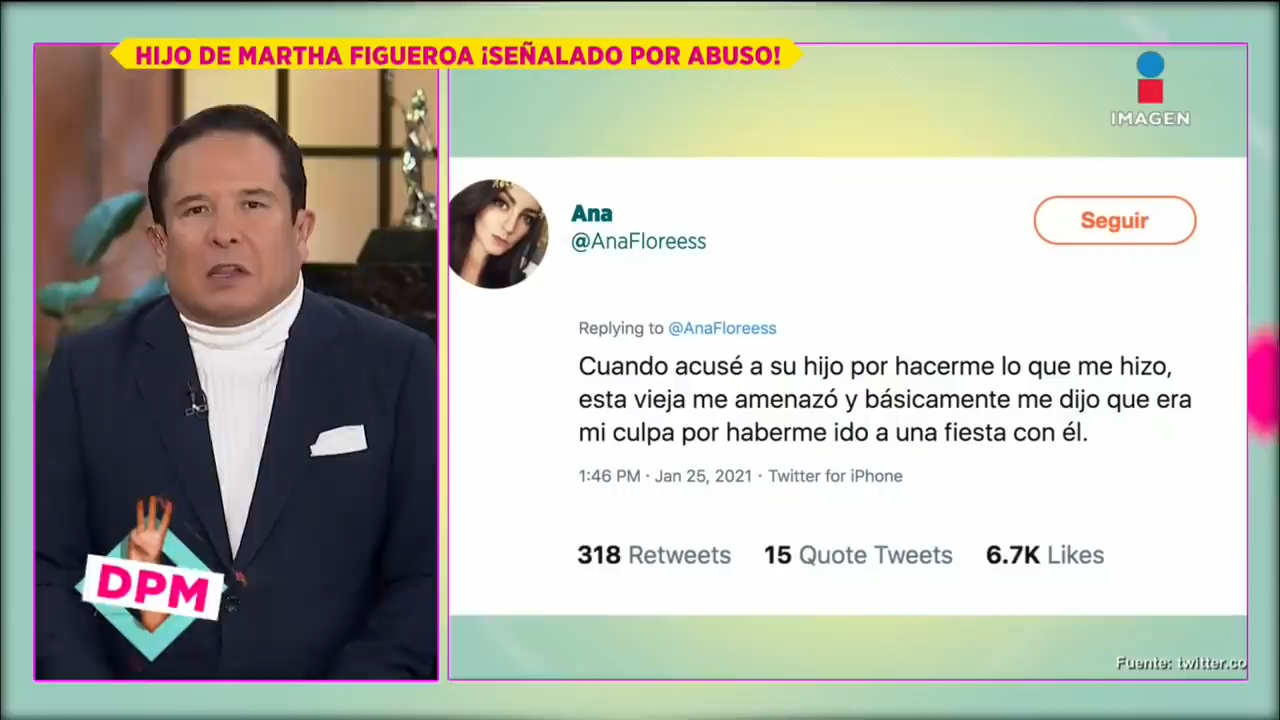 HIJO DE MARTHA FIGUEROA ¡SEÑALADO POR ABUSO!
IMAGEN
Ana
@AnaFloreess
Seguir
Replying to @AnaFloreess
Cuando acusé a su hijo por hacerme lo que me hizo,
esta vieja me amenazó y básicamente me dijo que era
mi culpa por haberme ido a una fiesta con él.
1:46 PM · Jan 25, 2021 · Twitter for iPhone
318 Retweets 15 Quote Tweets 6.7K Likes
DPM
Fuente: twitter.co